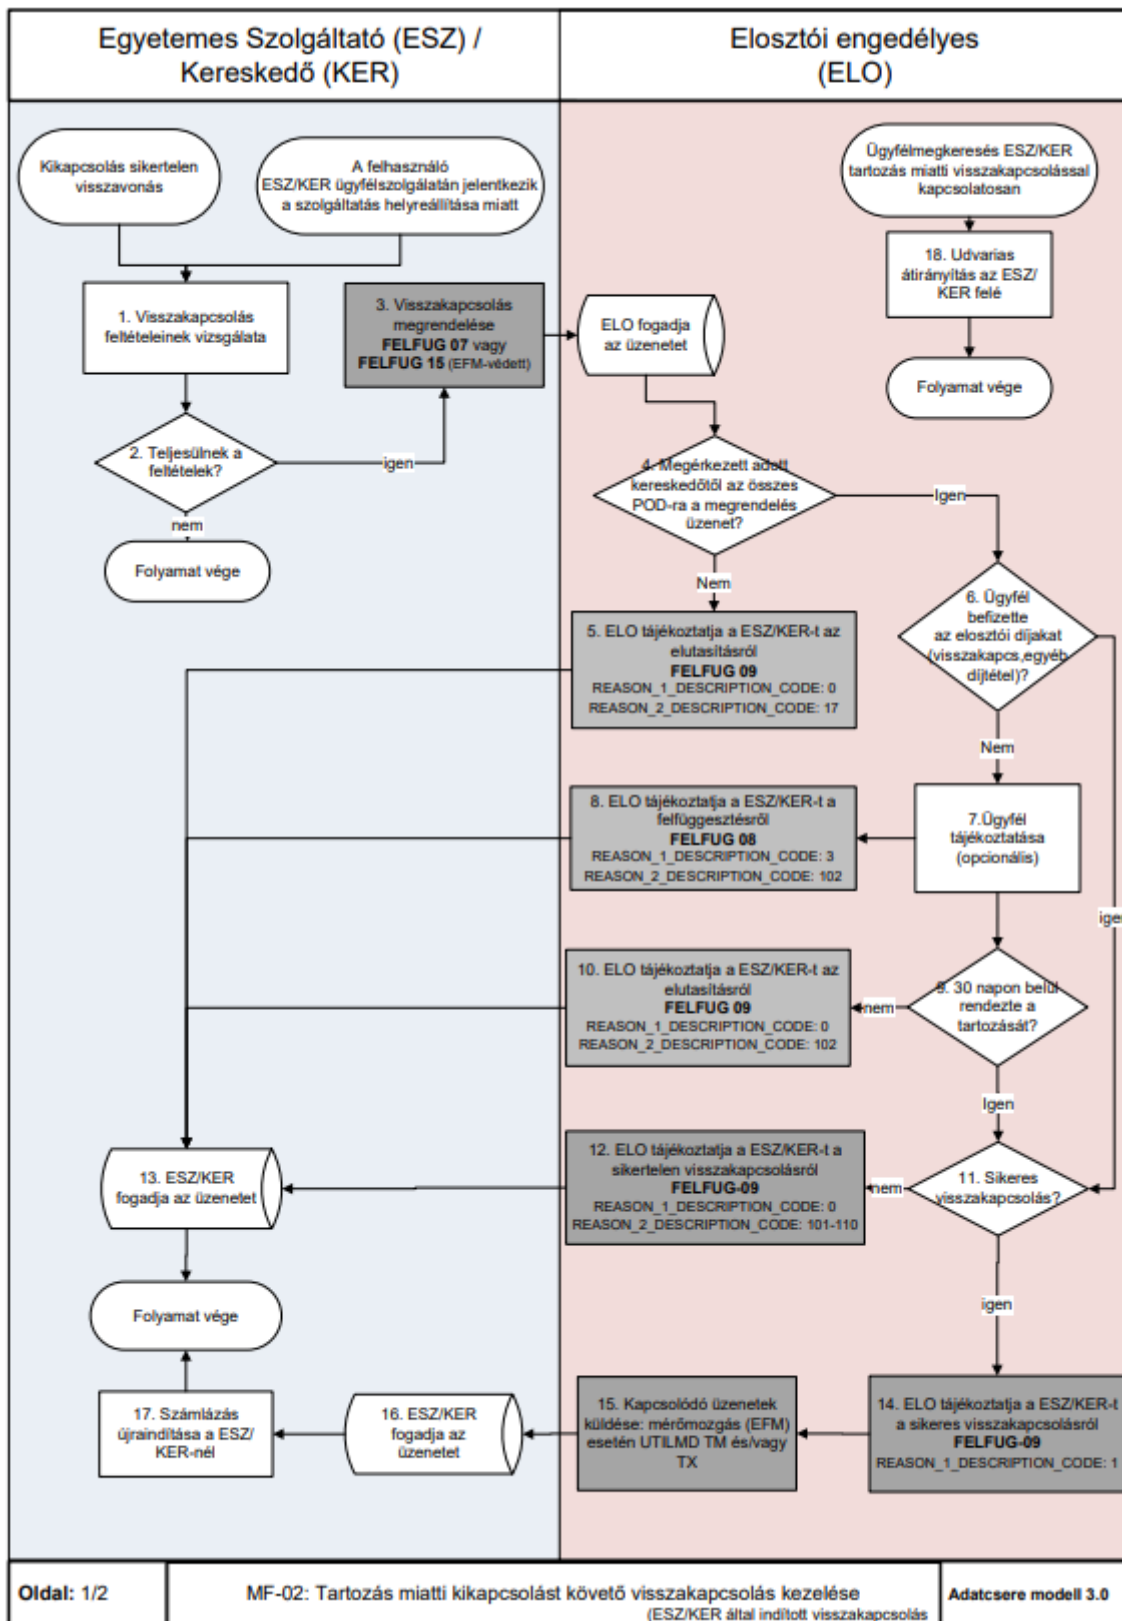 Egyetemes Szolgáltató (ESZ) /
Kereskedő (KER)
Elosztói engedélyes
(ELO)
Kikapcsolás sikertelen
visszavonás
A felhasználó
ESZ/KER ügyfélszolgálatán jelentkezik
a szolgáltatás helyreállítása miatt
Ügyfélmegkeresés ESZ/KER
tartozás miatti visszakapcsolással
kapcsolatosan
18. Udvarias
átirányítás az ESZ/
KER felé
Folyamat vége
1. Visszakapcsolás
feltételeinek vizsgálata
3. Visszakapcsolás
megrendelése
FELFUG 07 vagy
FELFUG 15 (EFM-védett)
ELO fogadja
az üzenetet
2. Teljesülnek a
feltételek?
igen
nem
Folyamat vége
4. Megérkezett adott
kereskedőtől az összes
POD-ra a megrendelés
üzenet?
Igen
Nem
5. ELO tájékoztatja a ESZ/KER-t az
elutasításról
FELFUG 09
REASON_1_DESCRIPTION_CODE: 0
REASON_2_DESCRIPTION_CODE: 17
6. Ügyfél
befizette
az elosztói díjakat
(visszakapcs,egyéb
díjtétel)?
igen
Nem
7.Ügyfél
tájékoztatása
(opcionális)
8. ELO tájékoztatja a ESZ/KER-t a
felfüggesztésről
FELFUG 08
REASON_1_DESCRIPTION_CODE: 3
REASON_2_DESCRIPTION_CODE: 102
9. 30 napon belül
rendezte a
tartozását?
nem
10. ELO tájékoztatja a ESZ/KER-t az
elutasításról
FELFUG 09
REASON_1_DESCRIPTION_CODE: 0
REASON_2_DESCRIPTION_CODE: 102
Igen
11. Sikeres
visszakapcsolás?
nem
12. ELO tájékoztatja a ESZ/KER-t a
sikertelen visszakapcsolásról
FELFUG-09
REASON_1_DESCRIPTION_CODE: 0
REASON_2_DESCRIPTION_CODE: 101-110
13. ESZ/KER
fogadja az üzenetet
Folyamat vége
igen
14. ELO tájékoztatja a ESZ/KER-t
a sikeres visszakapcsolásról
FELFUG-09
REASON_1_DESCRIPTION_CODE: 1
15. Kapcsolódó üzenetek
küldése: mérőmozgás (EFM)
esetén UTILMD TM és/vagy
TX
16. ESZ/KER
fogadja az
üzenetet
17. Számlázás
újraindítása a ESZ/
KER-nél
Oldal: 1/2
MF-02: Tartozás miatti kikapcsolást követő visszakapcsolás kezelése
(ESZ/KER által indított visszakapcsolás
Adatcsere modell 3.0